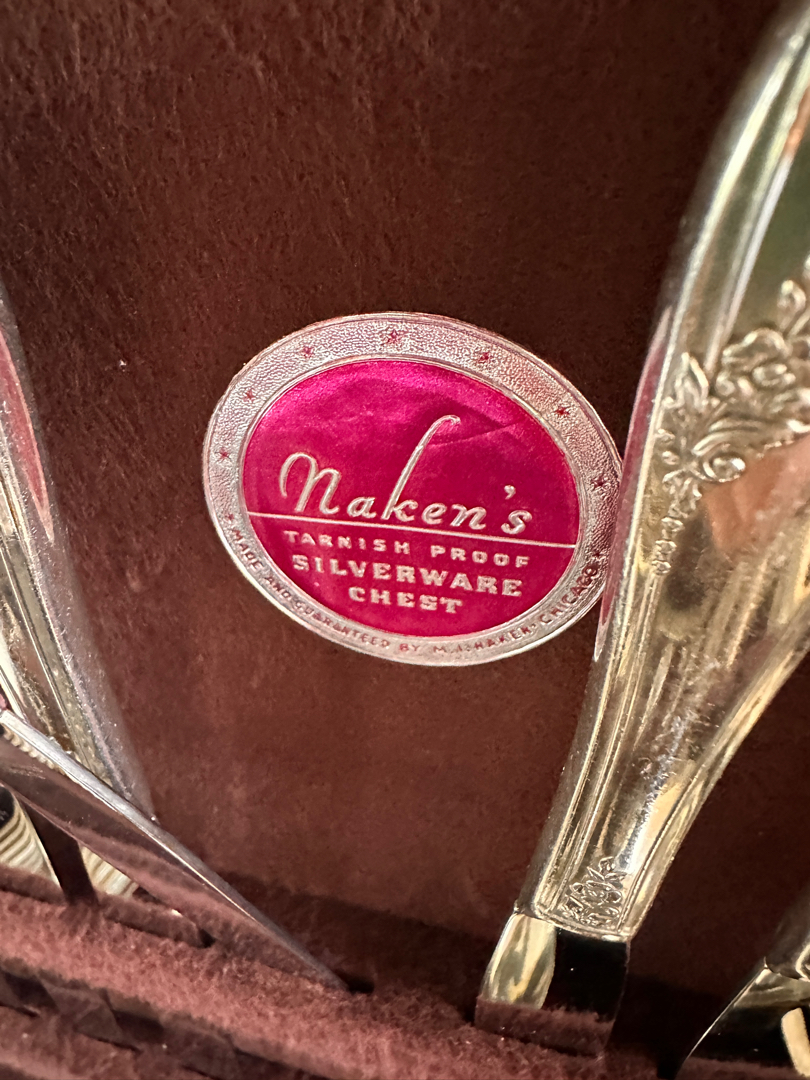 Naken's
TARNISH PROOF
SILVERWARE
CHEST
MADE AND GUARANTEED BY M. J. NAKEN. CHICAGO